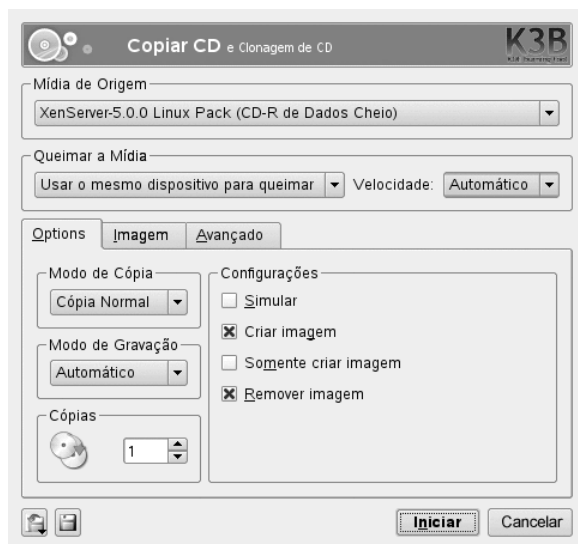 Copiar CD e Clonagem de CD
K3B
Mídia de Origem
XenServer-5.0.0 Linux Pack (CD-R de Dados Cheio)
Queimar a Mídia
Usar o mesmo dispositivo para queimar
Velocidade:
Automático
Options
Imagem
Avançado
Modo de Cópia
Cópia Normal
Modo de Gravação
Automático
Cópias
1
Configurações
Simular
Criar imagem
Somente criar imagem
Remover imagem
Iniciar
Cancelar